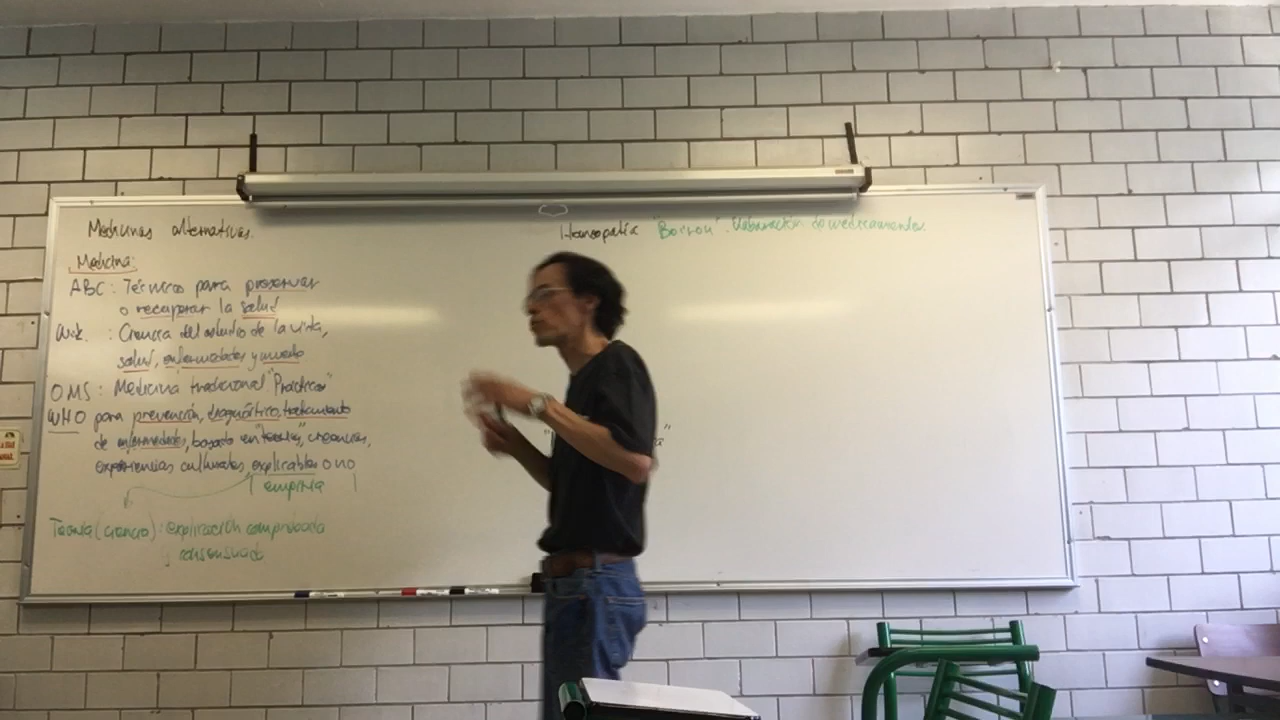 Medicinas alternativas.
Medicina:
ABC: Técnicas para preservar
o recuperar la salud
: Ciencia del estudio de la vida,
salud, enfermedades y muerte
OMS: Medicina tradicional "Prácticas"
WHO para prevención, diagnóstico, tratamiento
de enfermedades, basado en "teorías", creencias,
experiencias culturales, explicables o no
empiria
Teoría (ciencia): explicación comprobada
y
Homeopatía "Boiron". Elaboración de medicamentos.